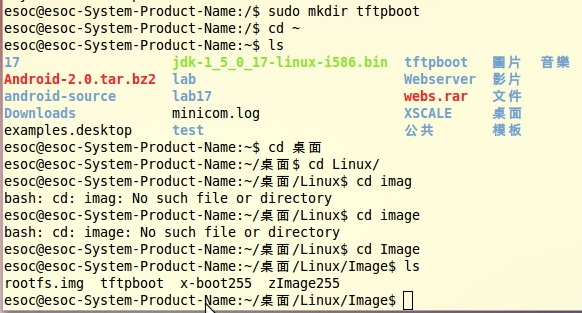 esoc@esoc-System-Product-Name:/$ sudo mkdir tftpboot
esoc@esoc-System-Product-Name:/$ cd ~
esoc@esoc-System-Product-Name:~$ ls
17 jdk-1_5_0_17-linux-i586.bin tftpboot 圖片 音樂
Android-2.0.tar.bz2 lab Webserver 影片
android-source lab17 webs.rar 文件
Downloads minicom.log XSCALE 桌面
examples.desktop test 公共 模板
esoc@esoc-System-Product-Name:~$ cd 桌面
esoc@esoc-System-Product-Name:~/桌面$ cd Linux/
esoc@esoc-System-Product-Name:~/桌面/Linux$ cd imag
bash: cd: imag: No such file or directory
esoc@esoc-System-Product-Name:~/桌面/Linux$ cd image
bash: cd: image: No such file or directory
esoc@esoc-System-Product-Name:~/桌面/Linux$ cd Image
esoc@esoc-System-Product-Name:~/桌面/Linux/Image$ ls
rootfs.img tftpboot x-boot255 zImage255
esoc@esoc-System-Product-Name:~/桌面/Linux/Image$